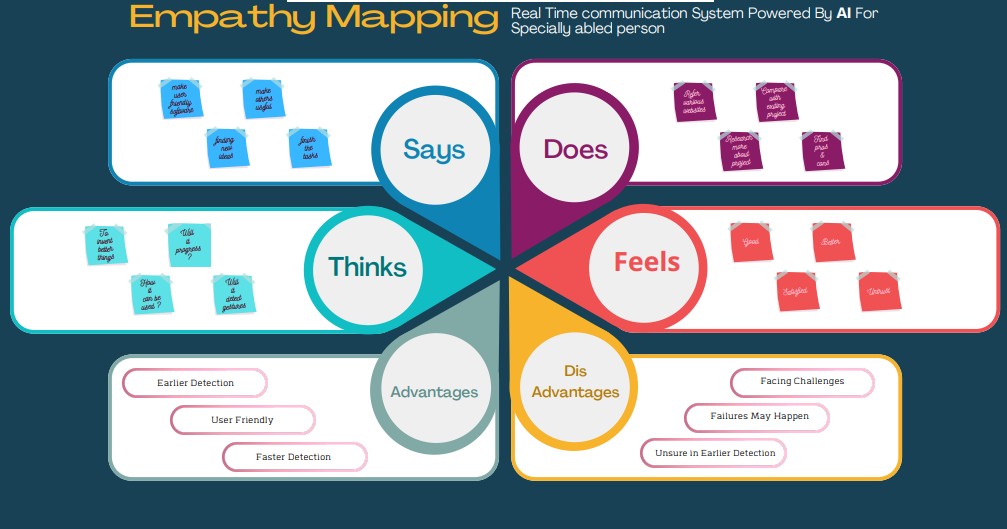 Empathy Mapping
Real Time communication System Powered By AI For
Specially abled person
Says
make
user
friendly
software
make
others
useful
finding
new
ideas
finish
the
tasks
Does
Refer
various
websites
Compare
with
exiting
project
Research
more
about
project
Find
pros
&
cons
Thinks
To
invent
better
things
Will
it
progress
?
How
it
can be
used ?
Will
it
detect
gestures
Feels
Good
Better
Satisfied
Advantages
Earlier Detection
User Friendly
Faster Detection
Dis
Advantages
Facing Challenges
Failures May Happen
Unsure in Earlier Detection